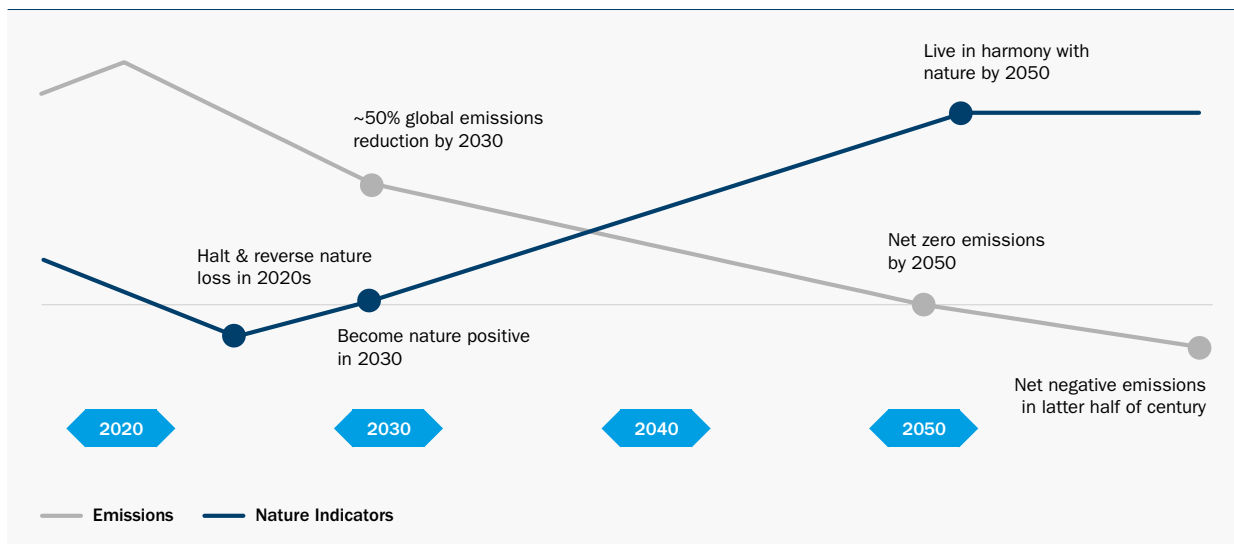 Live in harmony with
nature by 2050
~50% global emissions
reduction by 2030
Halt & reverse nature
loss in 2020s
Net zero emissions
by 2050
Become nature positive
in 2030
Net negative emissions
in latter half of century
2020
2030
2040
2050
Emissions
Nature Indicators